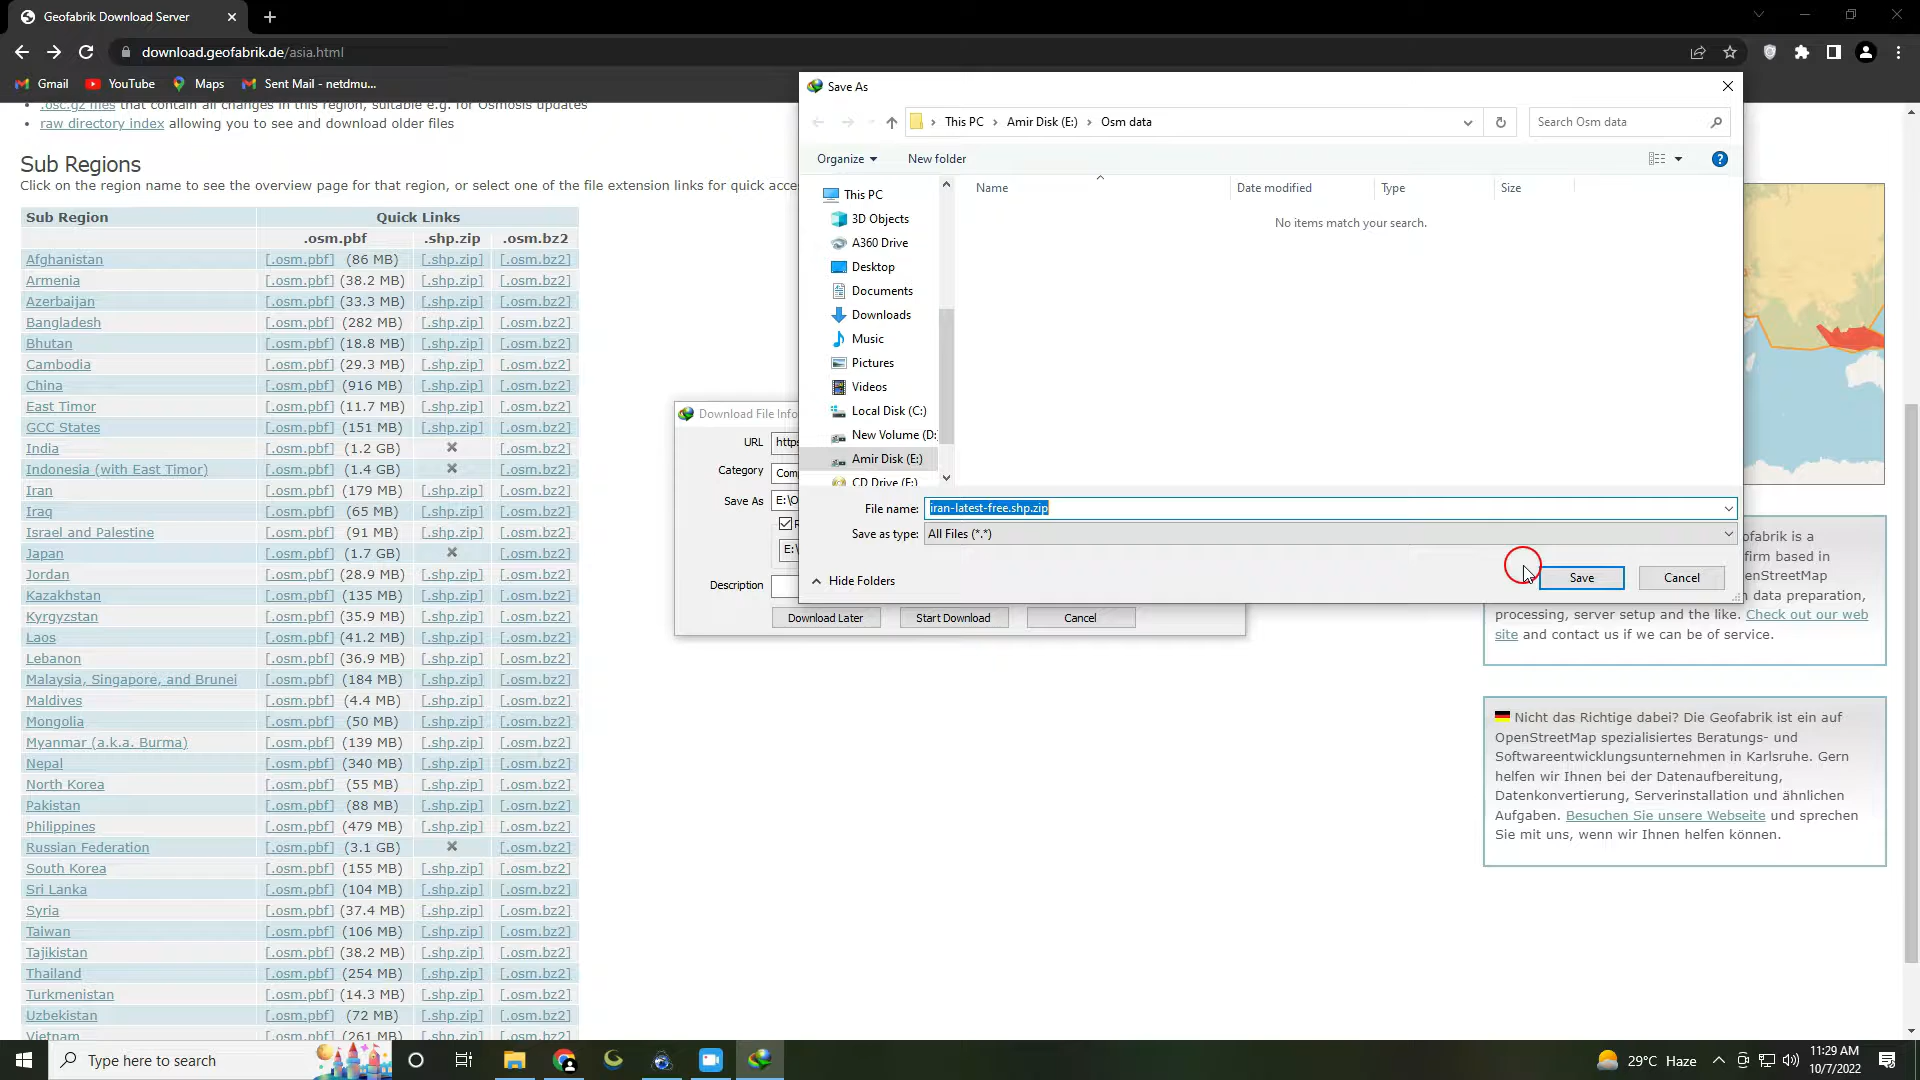 Geofabrik Download Server
download.geofabrik.de/asia.html
Gmail YouTube Maps Sent Mail - netdmu...
.osc.gz files that contain all changes in this region, suitable e.g. for Osmosis updates
raw directory index allowing you to see and download older files
Sub Regions
Click on the region name to see the overview page for that region, or select one of the file extension links for quick acce
Sub Region Quick Links
.osm.pbf .shp.zip .osm.bz2
Afghanistan [.osm.pbf] (86 MB) [.shp.zip] [.osm.bz2]
Armenia [.osm.pbf] (38.2 MB) [.shp.zip] [.osm.bz2]
Azerbaijan [.osm.pbf] (33.3 MB) [.shp.zip] [.osm.bz2]
Bangladesh [.osm.pbf] (282 MB) [.shp.zip] [.osm.bz2]
Bhutan [.osm.pbf] (18.8 MB) [.shp.zip] [.osm.bz2]
Cambodia [.osm.pbf] (29.3 MB) [.shp.zip] [.osm.bz2]
China [.osm.pbf] (916 MB) [.shp.zip] [.osm.bz2]
East Timor [.osm.pbf] (11.7 MB) [.shp.zip] [.osm.bz2]
GCC States [.osm.pbf] (151 MB) [.shp.zip] [.osm.bz2]
India [.osm.pbf] (1.2 GB) ✖ [.osm.bz2]
Indonesia (with East Timor) [.osm.pbf] (1.4 GB) ✖ [.osm.bz2]
Iran [.osm.pbf] (179 MB) [.shp.zip] [.osm.bz2]
Iraq [.osm.pbf] (65 MB) [.shp.zip] [.osm.bz2]
Israel and Palestine [.osm.pbf] (91 MB) [.shp.zip] [.osm.bz2]
Japan [.osm.pbf] (1.7 GB) ✖ [.osm.bz2]
Jordan [.osm.pbf] (28.9 MB) [.shp.zip] [.osm.bz2]
Kazakhstan [.osm.pbf] (135 MB) [.shp.zip] [.osm.bz2]
Kyrgyzstan [.osm.pbf] (35.9 MB) [.shp.zip] [.osm.bz2]
Laos [.osm.pbf] (41.2 MB) [.shp.zip] [.osm.bz2]
Lebanon [.osm.pbf] (36.9 MB) [.shp.zip] [.osm.bz2]
Malaysia, Singapore, and Brunei [.osm.pbf] (184 MB) [.shp.zip] [.osm.bz2]
Maldives [.osm.pbf] (4.4 MB) [.shp.zip] [.osm.bz2]
Mongolia [.osm.pbf] (50 MB) [.shp.zip] [.osm.bz2]
Myanmar (a.k.a. Burma) [.osm.pbf] (139 MB) [.shp.zip] [.osm.bz2]
Nepal [.osm.pbf] (340 MB) [.shp.zip] [.osm.bz2]
North Korea [.osm.pbf] (55 MB) [.shp.zip] [.osm.bz2]
Pakistan [.osm.pbf] (88 MB) [.shp.zip] [.osm.bz2]
Philippines [.osm.pbf] (479 MB) [.shp.zip] [.osm.bz2]
Russian Federation [.osm.pbf] (3.1 GB) ✖ [.osm.bz2]
South Korea [.osm.pbf] (155 MB) [.shp.zip] [.osm.bz2]
Sri Lanka [.osm.pbf] (104 MB) [.shp.zip] [.osm.bz2]
Syria [.osm.pbf] (37.4 MB) [.shp.zip] [.osm.bz2]
Taiwan [.osm.pbf] (106 MB) [.shp.zip] [.osm.bz2]
Tajikistan [.osm.pbf] (38.2 MB) [.shp.zip] [.osm.bz2]
Thailand [.osm.pbf] (254 MB) [.shp.zip] [.osm.bz2]
Turkmenistan [.osm.pbf] (14.3 MB) [.shp.zip] [.osm.bz2]
Uzbekistan [.osm.pbf] (72 MB) [.shp.zip] [.osm.bz2]
Vietnam [.osm.pbf] (261 MB) [.shp.zip] [.osm.bz2]
Download File Info
URL https
Category Com
Save As E:\O
R
E:\
Description
Download Later Start Download Cancel
Save As
This PC › Amir Disk (E:) › Osm data
Search Osm data
Organize New folder
Name Date modified Type Size
No items match your search.
This PC
3D Objects
A360 Drive
Desktop
Documents
Downloads
Music
Pictures
Videos
Local Disk (C:)
New Volume (D:
Amir Disk (E:)
CD Drive (F:)
File name: iran-latest-free.shp.zip
Save as type: All Files (*.*)
Hide Folders
Save Cancel
ofabrik is a
firm based in
enStreetMap
n data preparation,
processing, server setup and the like. Check out our web
site and contact us if we can be of service.
Nicht das Richtige dabei? Die Geofabrik ist ein auf
OpenStreetMap spezialisiertes Beratungs- und
Softwareentwicklungsunternehmen in Karlsruhe. Gern
helfen wir Ihnen bei der Datenaufbereitung,
Datenkonvertierung, Serverinstallation und ähnlichen
Aufgaben. Besuchen Sie unsere Webseite und sprechen
Sie mit uns, wenn wir Ihnen helfen können.
Type here to search
29°C Haze
11:29 AM
10/7/2022